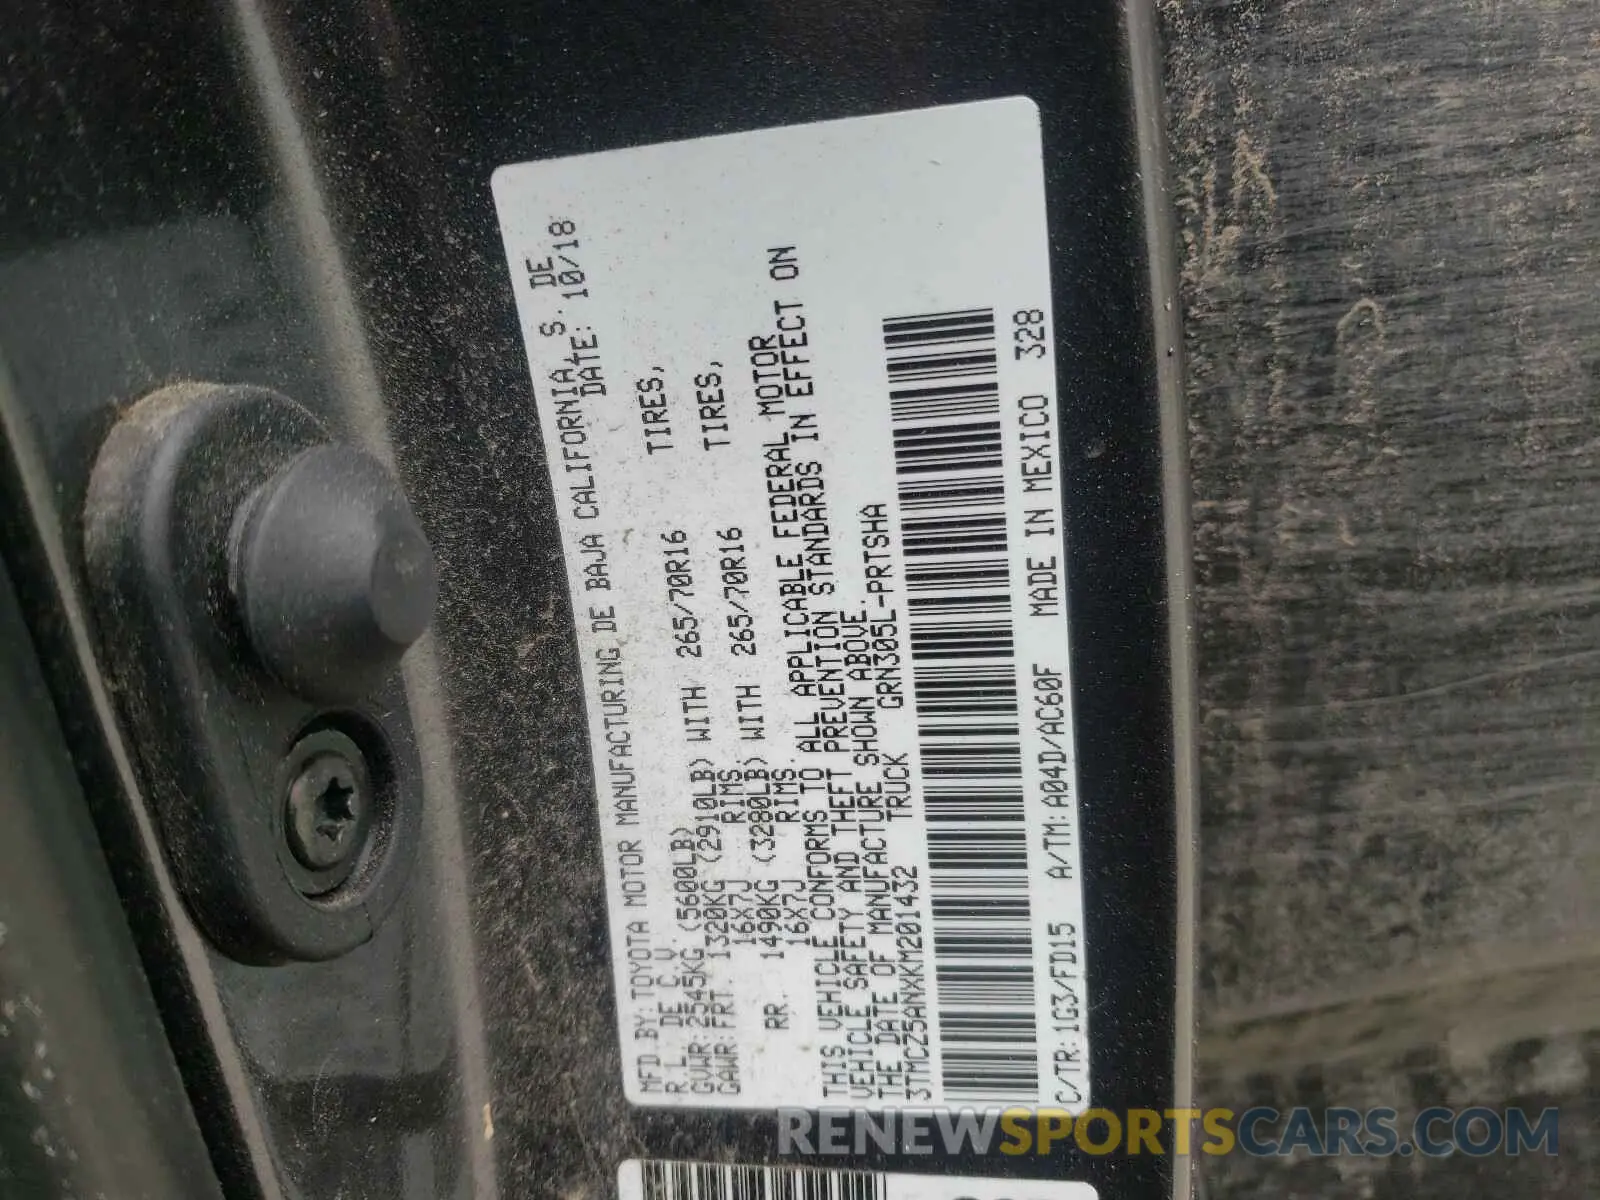 MFD BY:TOYOTA MOTOR MANUFACTURING DE BAJA CALIFORNIA, S. DE
R.L. DE C.V. DATE: 10/18
GVWR:2545KG(5600LB)
GAWR:FRT. 1320KG(2910LB) WITH 265/70R16 TIRES,
16X7J RIMS,
RR. 1490KG (3280LB) WITH 265/70R16 TIRES,
16X7J RIMS.
THIS VEHICLE CONFORMS TO ALL APPLICABLE FEDERAL MOTOR
VEHICLE SAFETY AND THEFT PREVENTION STANDARDS IN EFFECT ON
THE DATE OF MANUFACTURE SHOWN ABOVE.
3TMCZ5ANXKM201432 TRUCK GRN305L-PRTSHA
C/TR:1G3/FD15 A/TM:A04D/AC60F MADE IN MEXICO 328
RENEWSPORTSCARS.COM